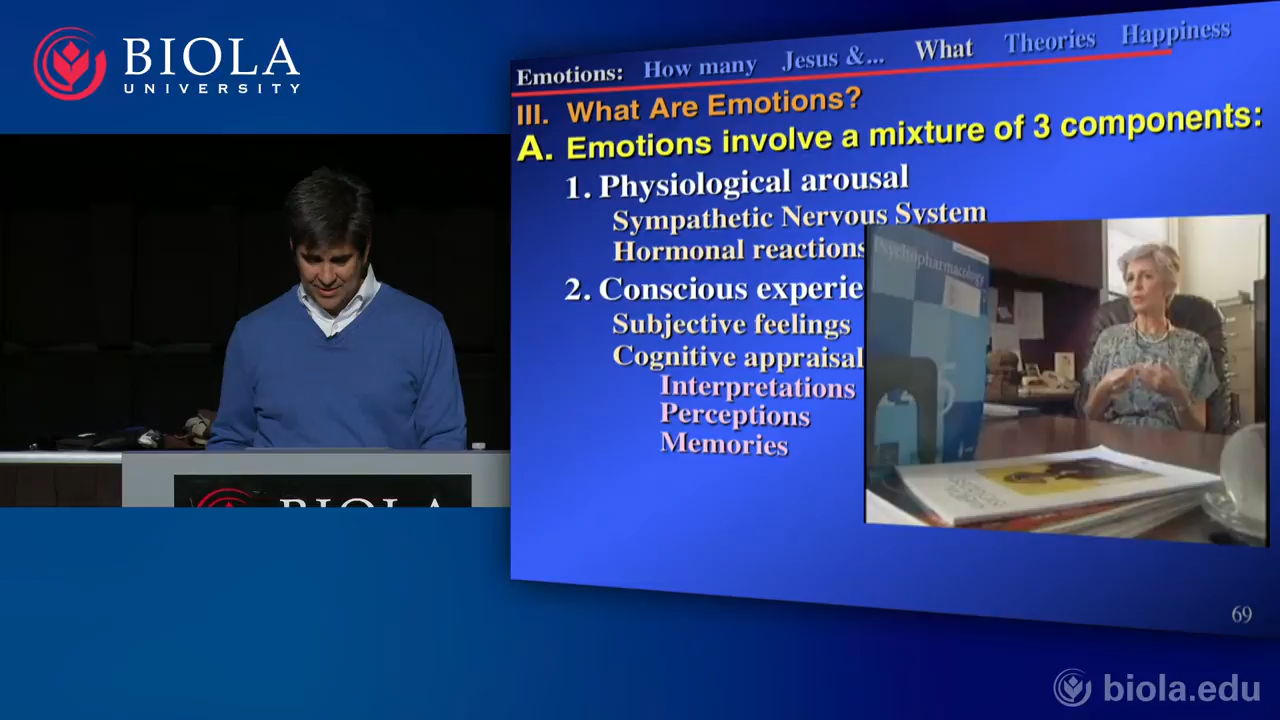 BIOLA
UNIVERSITY
Emotions: How many Jesus &... What Theories Happiness
III. What Are Emotions?
A. Emotions involve a mixture of 3 components:
1. Physiological arousal
Sympathetic Nervous System
Hormonal reactions
2. Conscious experie
Subjective feelings
Cognitive appraisal
Interpretations
Perceptions
Memories
Psychopharmacology
5
69
BIOLA
biola.edu